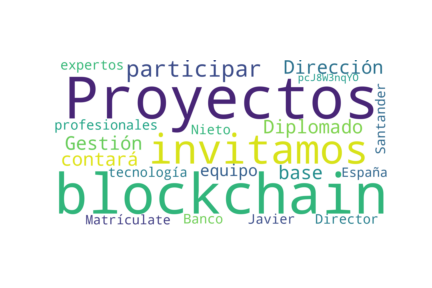 expertos participar Dirección
pcJ8W3nqYO
Proyectos Santander
profesionales Nieto Diplomado
Gestión invitamos
contará
tecnología equipo base España
blockchain
Matrícúlate Banco Javier Director